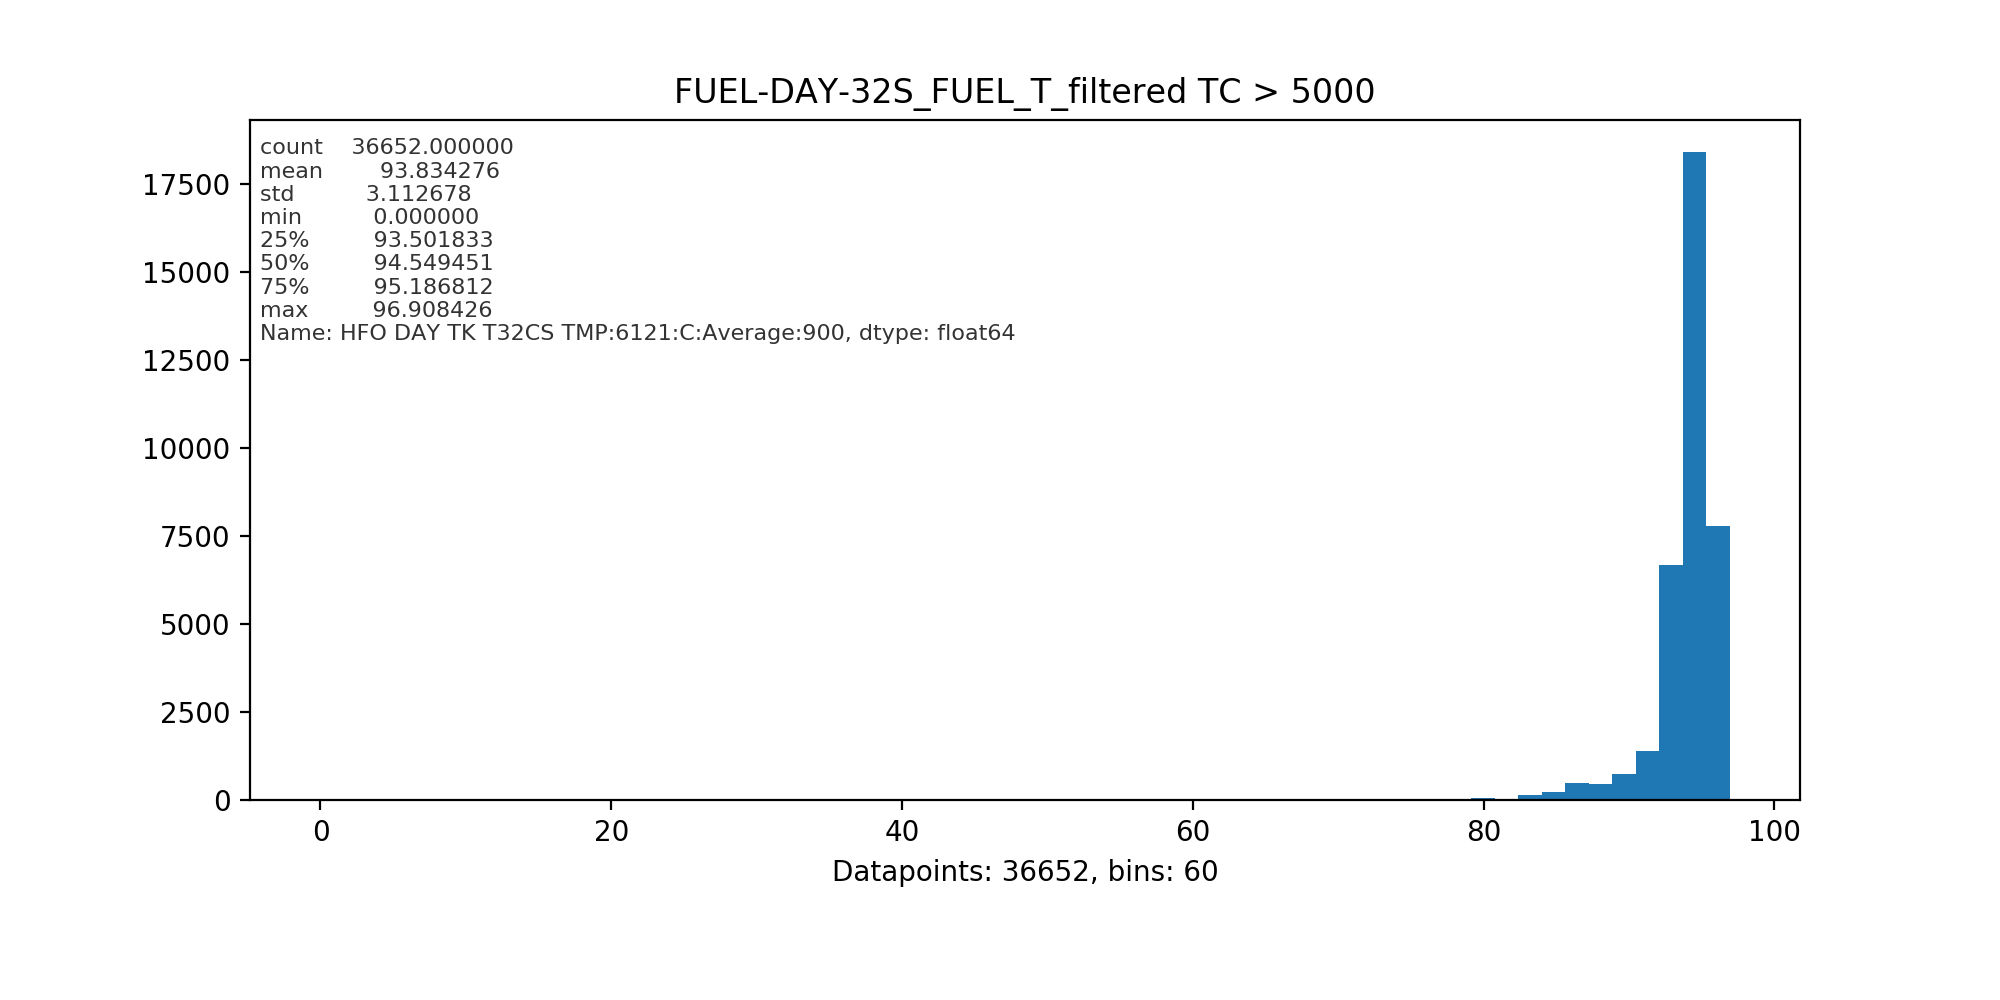 FUEL-DAY-32S_FUEL_T_filtered TC > 5000
count 36652.000000
mean 93.834276
std 3.112678
min 0.000000
25% 93.501833
50% 94.549451
75% 95.186812
max 96.908426
Name: HFO DAY TK T32CS TMP:6121:C:Average:900, dtype: float64
17500
15000
12500
10000
7500
5000
2500
0
0 20 40 60 80 100
Datapoints: 36652, bins: 60